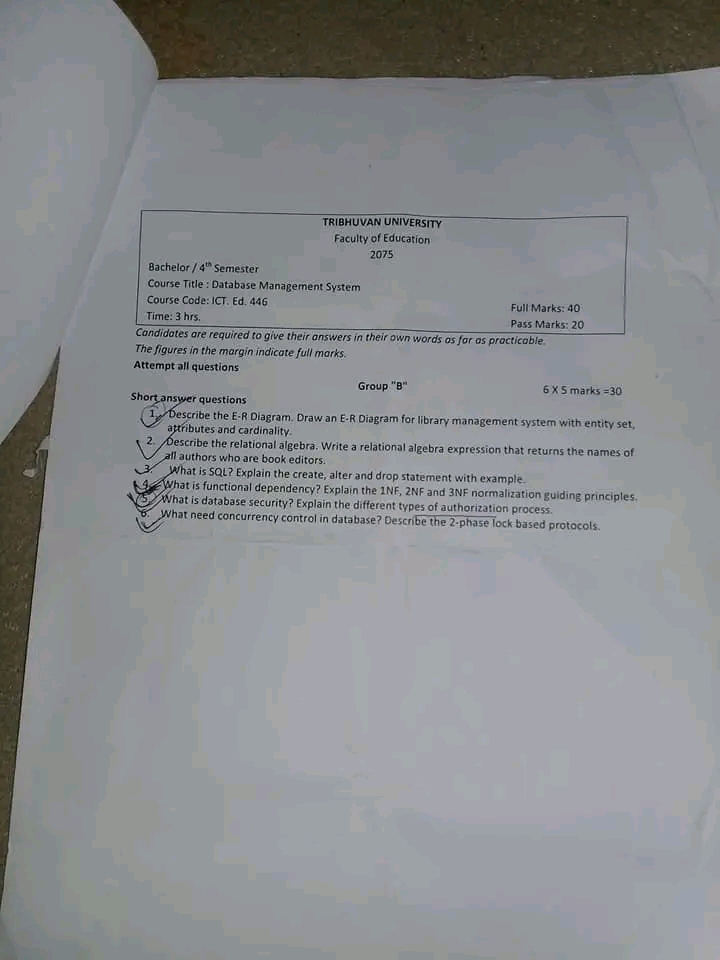 TRIBHUVAN UNIVERSITY
Faculty of Education
2075
Bachelor / 4th Semester
Course Title : Database Management System
Course Code: ICT. Ed. 446
Full Marks: 40
Time: 3 hrs.
Pass Marks: 20
Candidates are required to give their answers in their own words as far as practicable.
The figures in the margin indicate full marks.
Attempt all questions
Group "B"
6 X 5 marks =30
Short answer questions
1. Describe the E-R Diagram. Draw an E-R Diagram for library management system with entity set,
attributes and cardinality.
2. Describe the relational algebra. Write a relational algebra expression that returns the names of
all authors who are book editors.
3. What is SQL? Explain the create, alter and drop statement with example.
4. What is functional dependency? Explain the 1NF, 2NF and 3NF normalization guiding principles.
5. What is database security? Explain the different types of authorization process.
6. What need concurrency control in database? Describe the 2-phase lock based protocols.